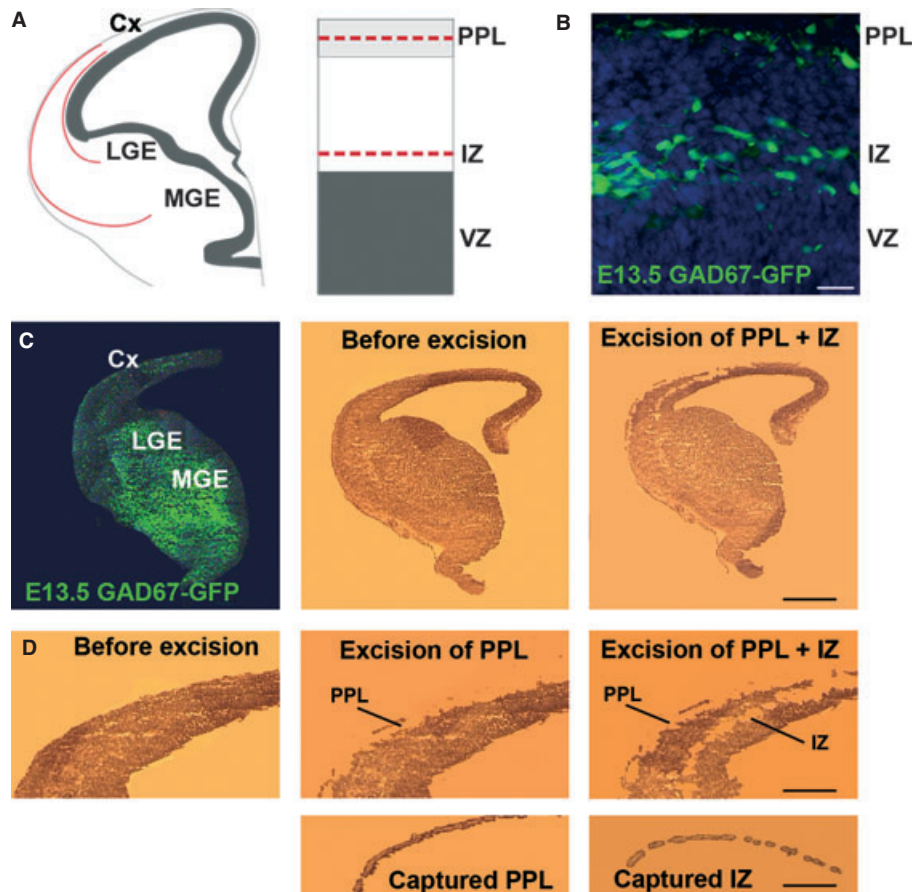 A
Cx
LGE
MGE
PPL
IZ
VZ
B
PPL
IZ
VZ
E13.5 GAD67-GFP
C
Cx
LGE
MGE
E13.5 GAD67-GFP
Before excision
Excision of PPL + IZ
D
Before excision
Excision of PPL
PPL
Excision of PPL + IZ
PPL
IZ
Captured PPL
Captured IZ